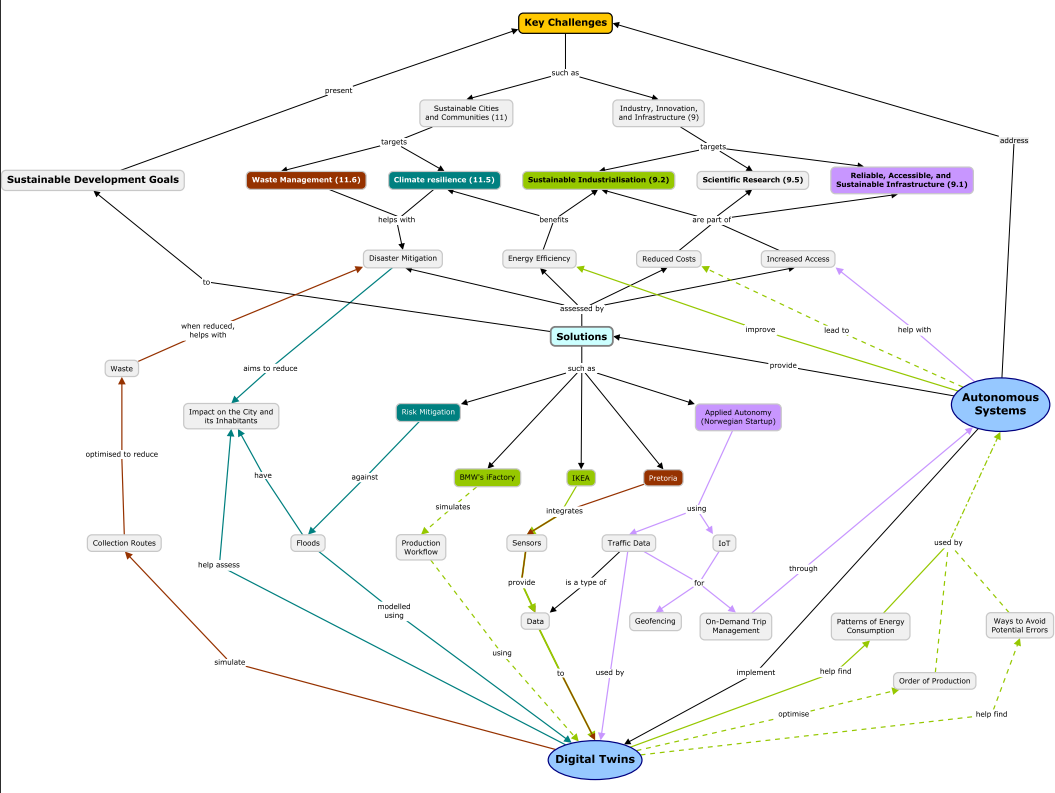 Key Challenges
such as
present
Sustainable Cities
and Communities (11)
Industry, Innovation,
and Infrastructure (9)
address
targets
targets
Sustainable Development Goals
Waste Management (11.6)
Climate resilience (11.5)
Sustainable Industrialisation (9.2)
Scientific Research (9.5)
Reliable, Accessible, and
Sustainable Infrastructure (9.1)
helps with
benefits
are part of
Disaster Mitigation
Energy Efficiency
Reduced Costs
Increased Access
to
assessed by
when reduced,
helps with
Solutions
improve
lead to
help with
Waste
aims to reduce
such as
provide
Impact on the City and
its Inhabitants
Risk Mitigation
Applied Autonomy
(Norwegian Startup)
Autonomous
Systems
optimised to reduce
have
against
BMW's iFactory
IKEA
Pretoria
simulates
integrates
using
Collection Routes
Floods
Production
Workflow
Sensors
Traffic Data
IoT
used by
help assess
provide
is a type of
for
through
modelled
using
Data
Geofencing
On-Demand Trip
Management
Patterns of Energy
Consumption
Ways to Avoid
Potential Errors
using
simulate
to
used by
implement
help find
Order of Production
optimise
help find
Digital Twins